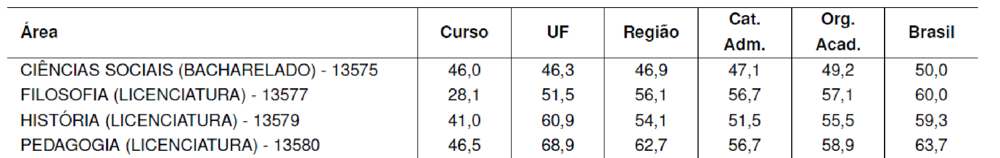 Área Curso UF Região Cat. Adm. Org. Acad. Brasil
CIÊNCIAS SOCIAIS (BACHARELADO) - 13575 46,0 46,3 46,9 47,1 49,2 50,0
FILOSOFIA (LICENCIATURA) - 13577 28,1 51,5 56,1 56,7 57,1 60,0
HISTÓRIA (LICENCIATURA) - 13579 41,0 60,9 54,1 51,5 55,5 59,3
PEDAGOGIA (LICENCIATURA) - 13580 46,5 68,9 62,7 56,7 58,9 63,7